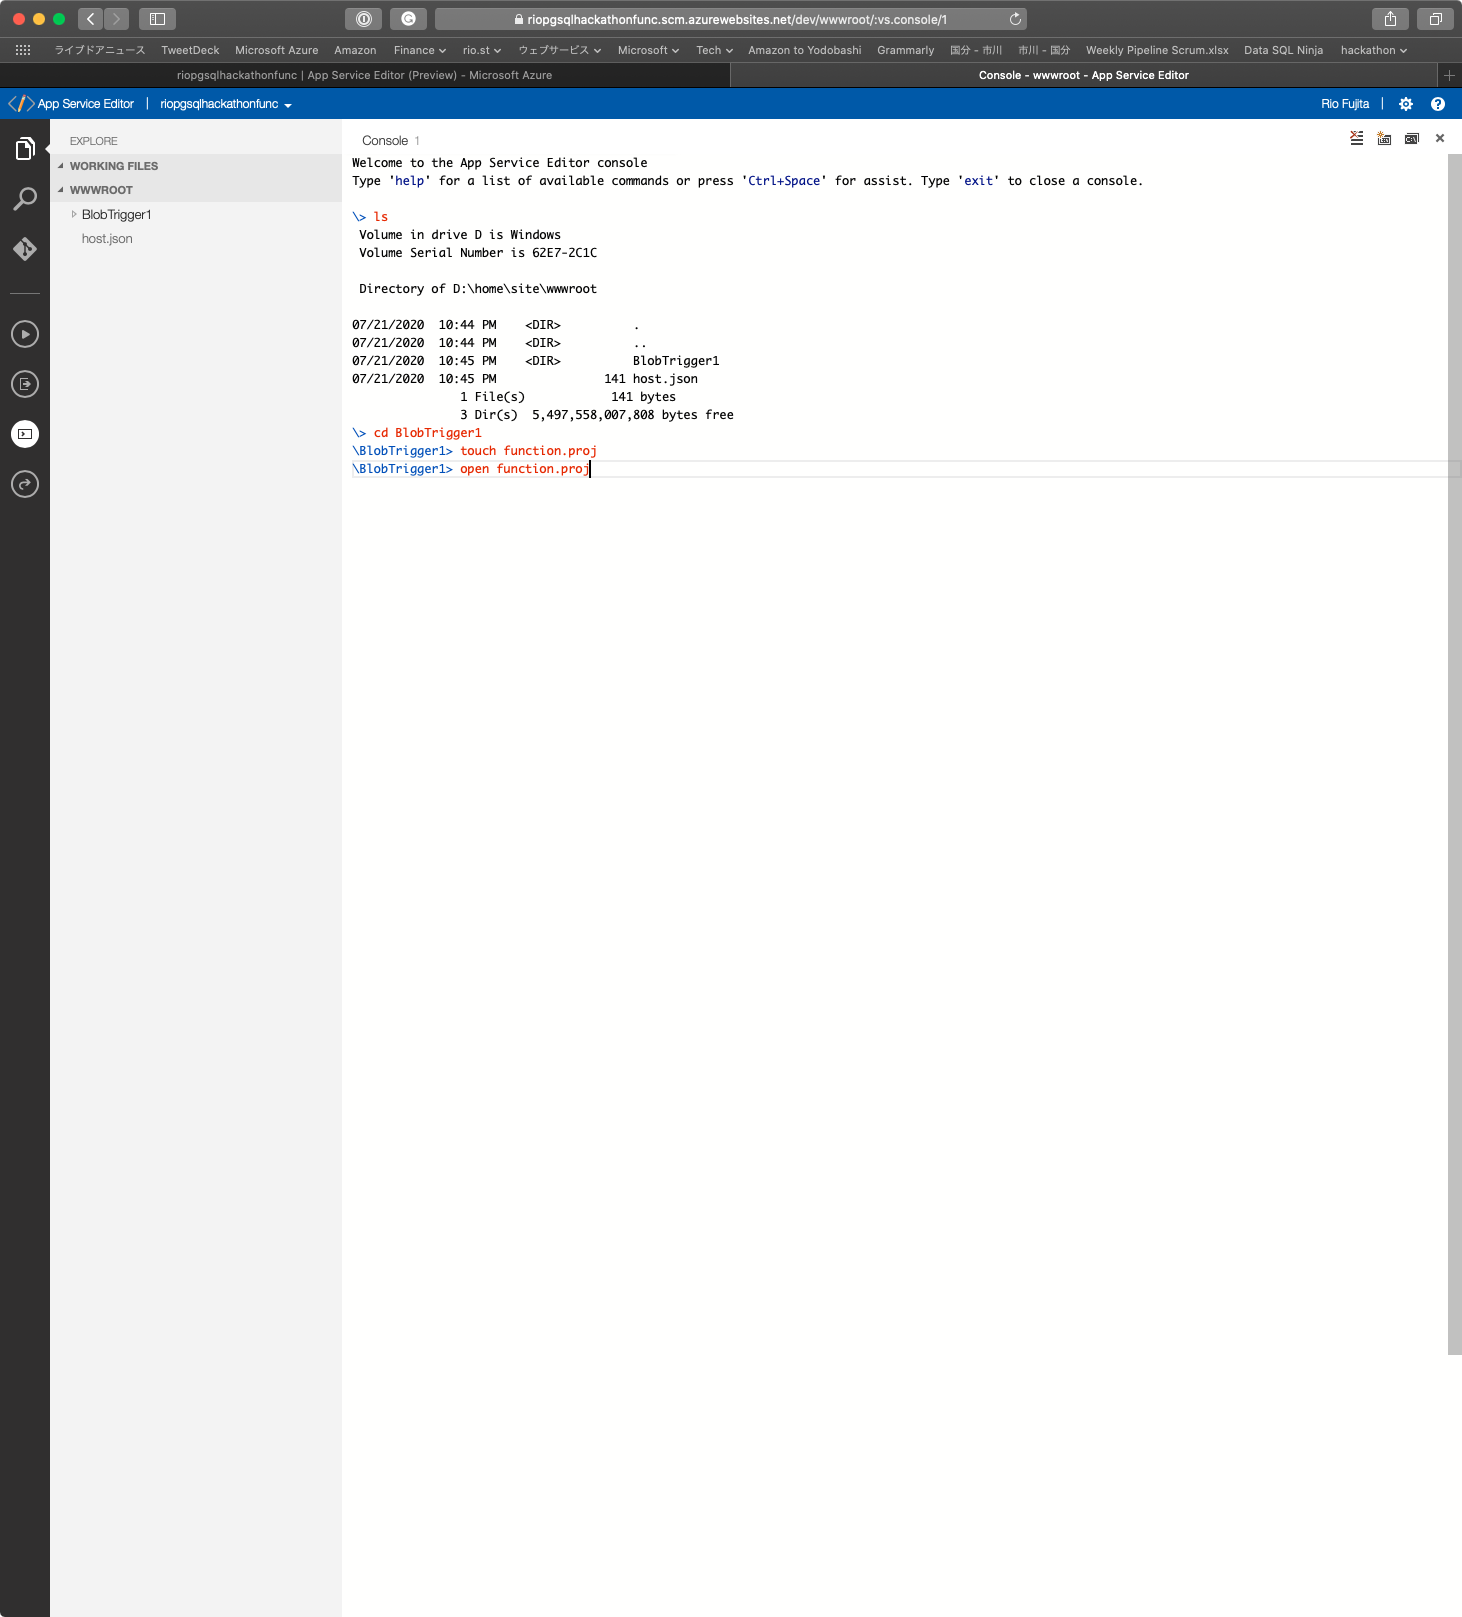 riopgsqlhackathonfunc.scm.azurewebsites.net/dev/wwwroot/:vs.console/1
ライブドアニュース TweetDeck Microsoft Azure Amazon Finance rio.st ウェブサービス Microsoft Tech Amazon to Yodobashi Grammarly 国分 - 市川 市川 - 国分 Weekly Pipeline Scrum.xlsx Data SQL Ninja hackathon
riopgsqlhackathonfunc | App Service Editor (Preview) - Microsoft Azure Console - wwwroot - App Service Editor
App Service Editor | riopgsqlhackathonfunc Rio Fujita |
EXPLORE
WORKING FILES
WWWROOT
BlobTrigger1
host.json
Console 1
Welcome to the App Service Editor console
Type 'help' for a list of available commands or press 'Ctrl+Space' for assist. Type 'exit' to close a console.
\> ls
Volume in drive D is Windows
Volume Serial Number is 62E7-2C1C
Directory of D:\home\site\wwwroot
07/21/2020  10:44 PM    <DIR>          .
07/21/2020  10:44 PM    <DIR>          ..
07/21/2020  10:45 PM    <DIR>          BlobTrigger1
07/21/2020  10:45 PM               141 host.json
1 File(s)            141 bytes
3 Dir(s)  5,497,558,007,808 bytes free
\> cd BlobTrigger1
\BlobTrigger1> touch function.proj
\BlobTrigger1> open function.proj